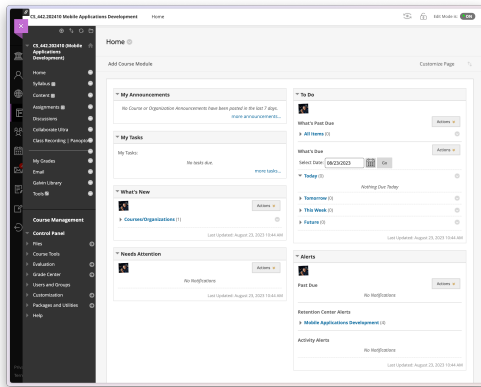 CS_442.202410 Mobile Applications Development
Home
Edit Mode is:
ON
CS_442.202410 (Mobile
Applications
Development)
Home
Syllabus
Content
Assignments
Discussions
Collaborate Ultra
Class Recording | Panopto
My Grades
Email
Galvin Library
Tools
Course Management
Control Panel
Files
Course Tools
Evaluation
Grade Center
Users and Groups
Customization
Packages and Utilities
Help
Home
Add Course Module
Customize Page
My Announcements
No Course or Organization Announcements have been posted in the last 7 days.
more announcements...
My Tasks
My Tasks:
No tasks due.
more tasks...
What's New
Actions
Courses/Organizations (1)
Last Updated: August 23, 2023 10:44 AM
Needs Attention
Actions
No Notifications
Last Updated: August 23, 2023 10:44 AM
To Do
What's Past Due
Actions
All Items (0)
What's Due
Actions
Select Date: 08/23/2023 Go
Today (0)
Nothing Due Today
Tomorrow (0)
This Week (0)
Future (0)
Last Updated: August 23, 2023 10:44 AM
Alerts
Past Due
Actions
No Notifications
Retention Center Alerts
Activity Alerts
No Notifications
Last Updated: August 23, 2023 10:44 AM